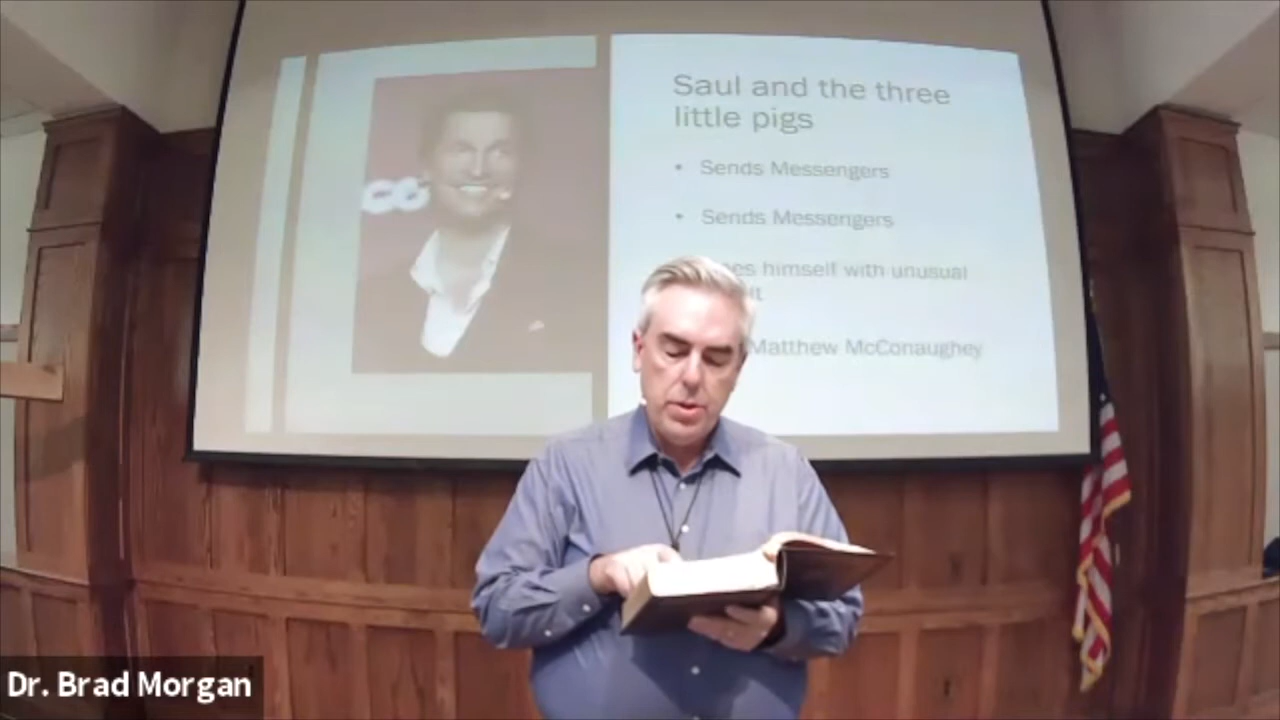 Saul and the three
little pigs
• Sends Messengers
• Sends Messengers
himself with unusual
Matthew McConaughey
Dr. Brad Morgan